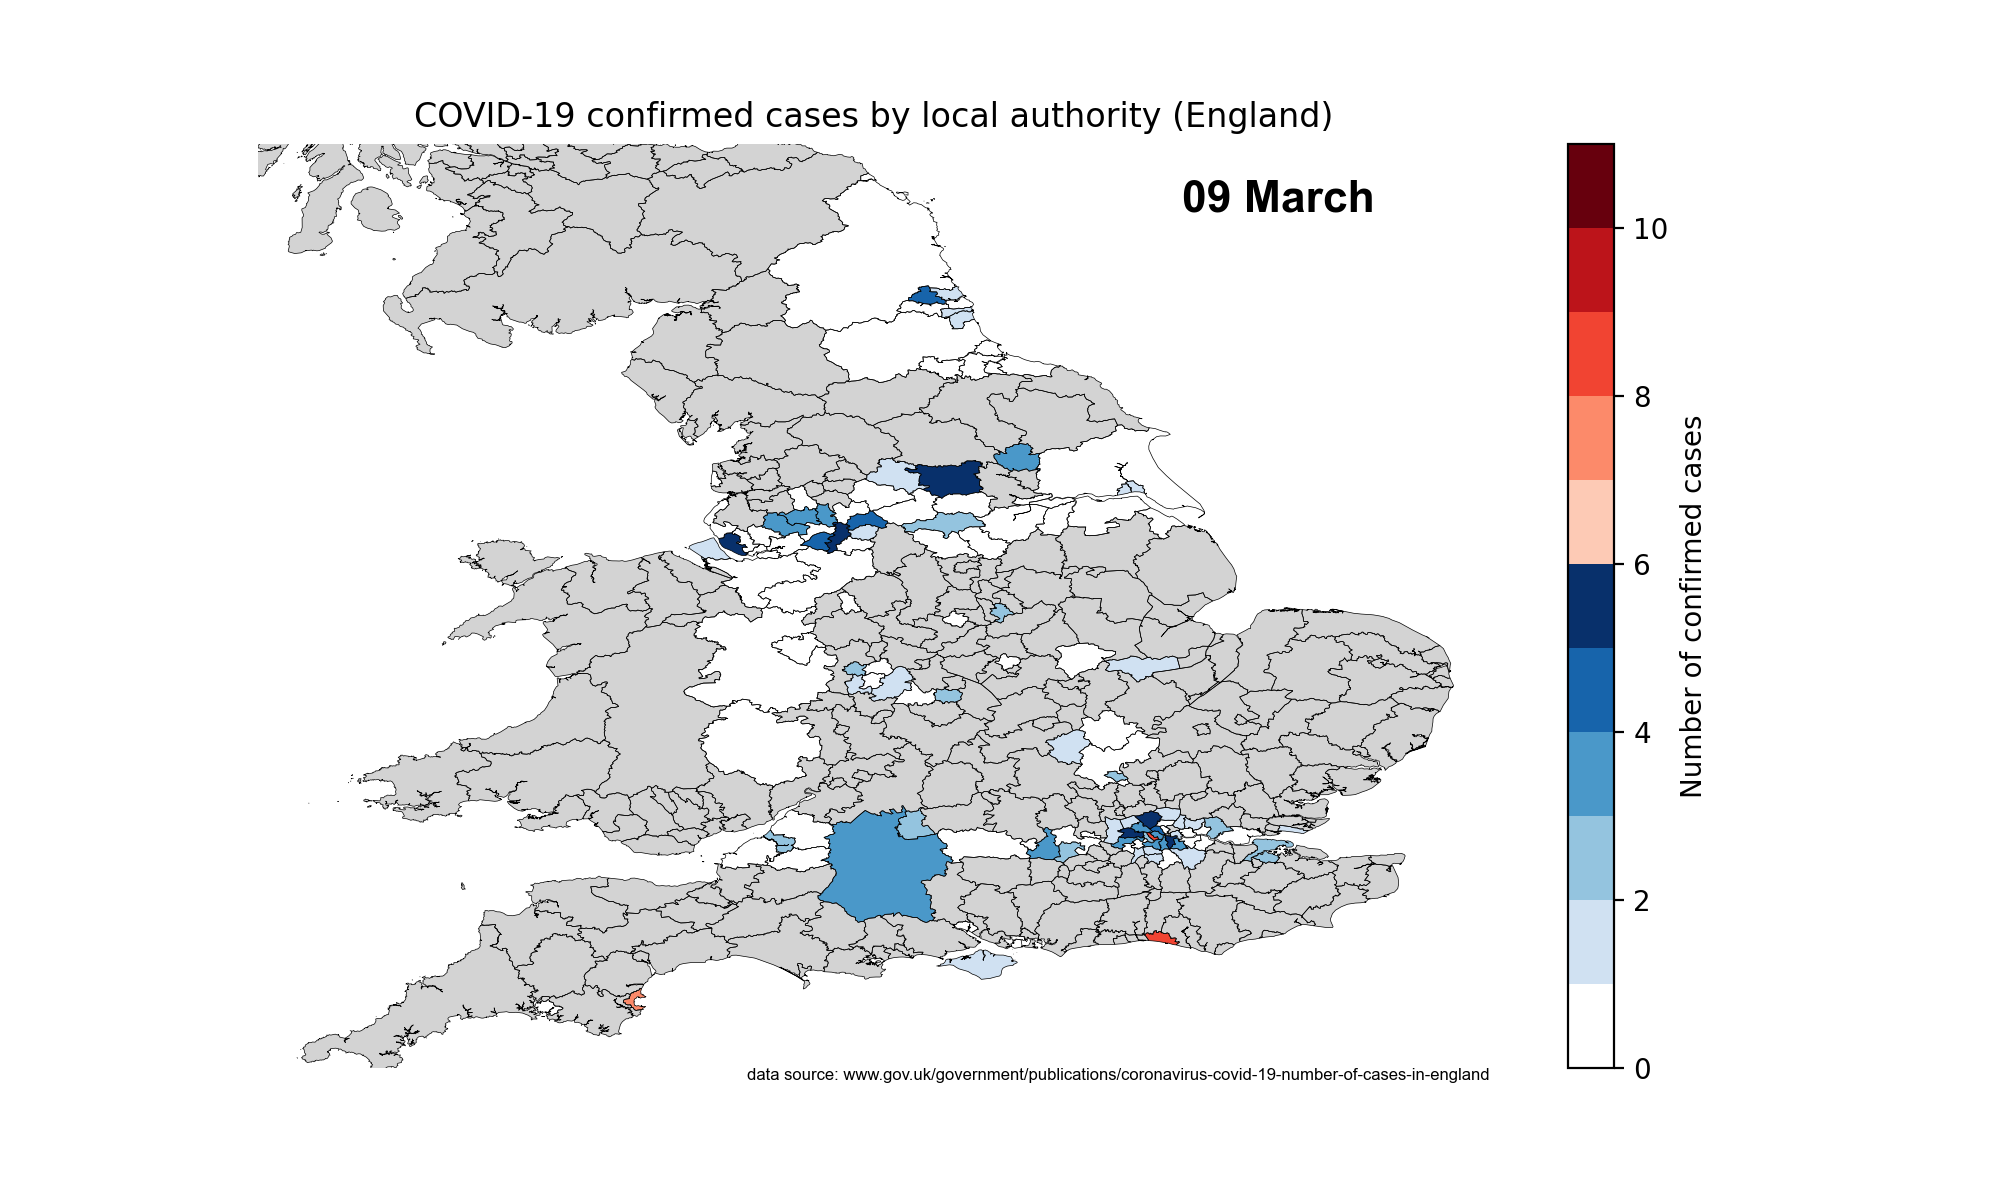 COVID-19 confirmed cases by local authority (England)
09 March
10
8
6
4
2
0
Number of confirmed cases
data source: www.gov.uk/government/publications/coronavirus-covid-19-number-of-cases-in-england